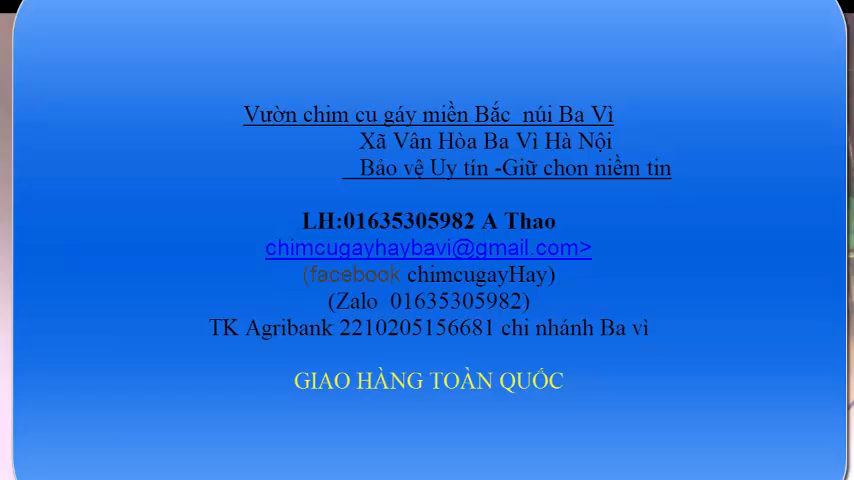 Vườn chim cu gáy miền Bắc núi Ba Vì
Xã Vân Hòa Ba Vì Hà Nội
Bảo vệ Uy tín -Giữ chon niềm tin
LH:01635305982 A Thao
chimcugayhaybavi@gmail.com>
(facebook chimcugayHay)
(Zalo 01635305982)
TK Agribank 2210205156681 chi nhánh Ba vì
GIAO HÀNG TOÀN QUỐC